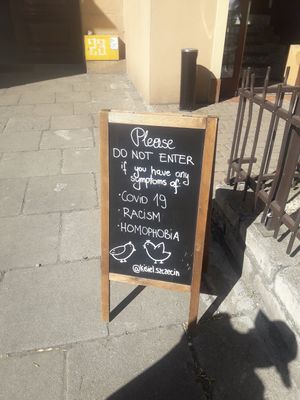 Please
DO NOT ENTER
if you have any
symptoms of:
· COVID 19
· RACISM
· HOMOPHOBIA
@kisiel.szczecin